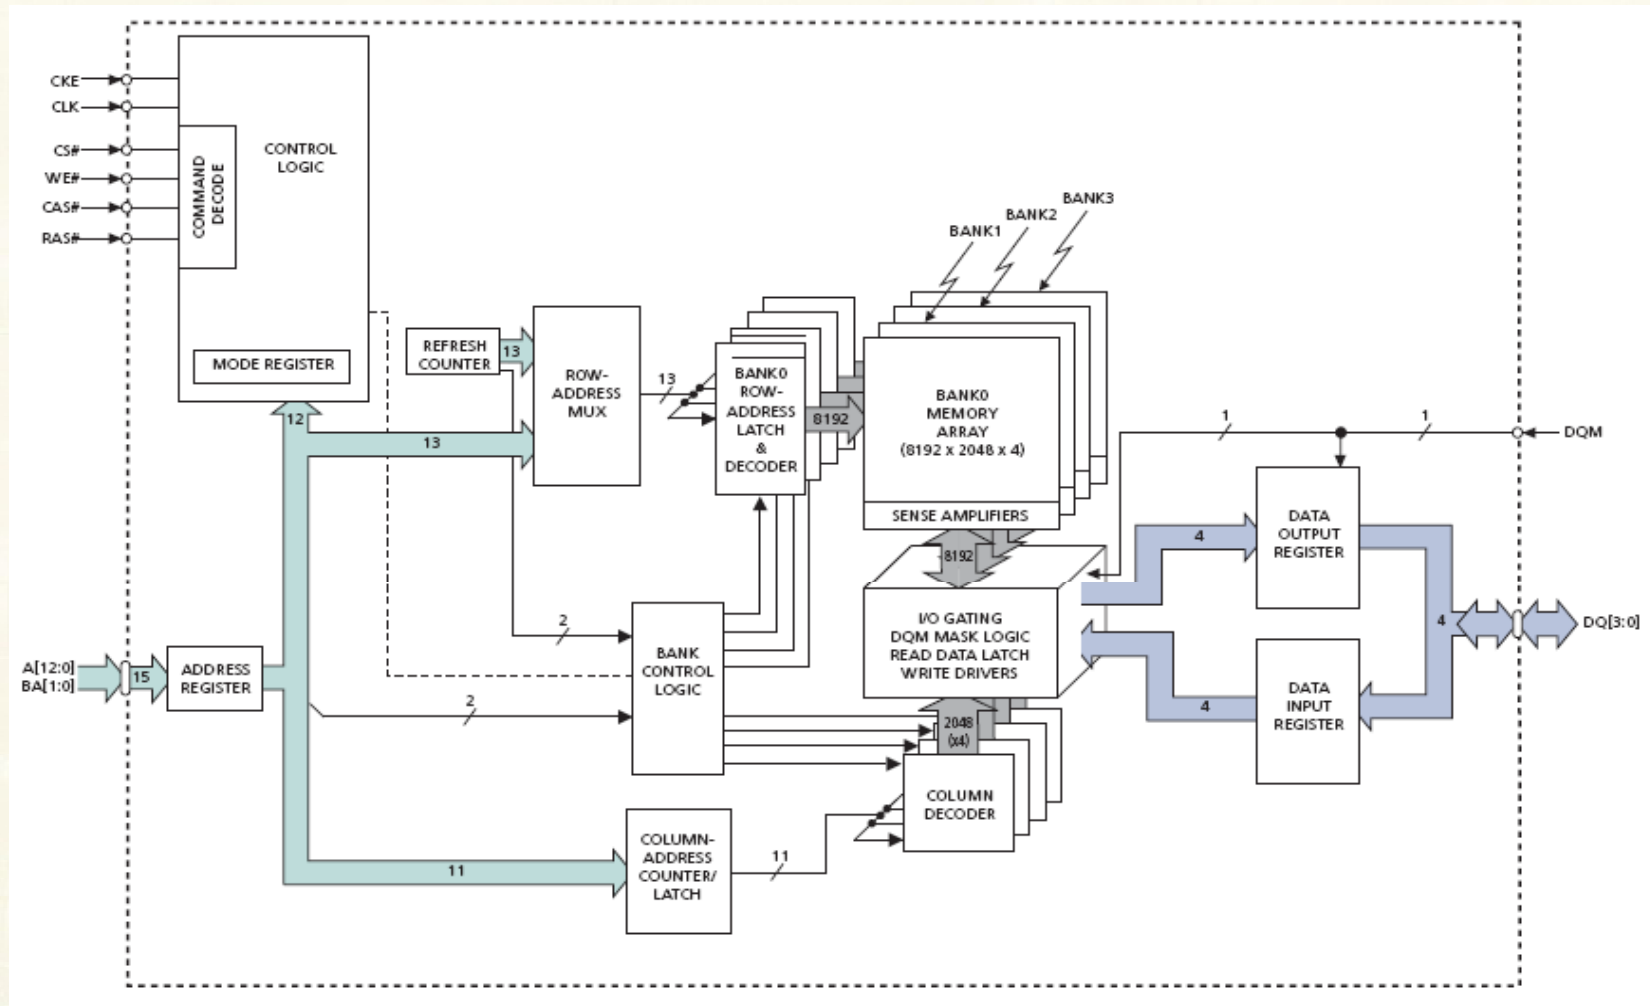 CKE
CLK
CS#
WE#
CAS#
RAS#
COMMAND
DECODE
CONTROL
LOGIC
MODE REGISTER
12
REFRESH
COUNTER
13
13
ROW-
ADDRESS
MUX
13
BANK0
ROW-
ADDRESS
LATCH
&
DECODER
8192
BANK1
BANK2
BANK3
BANK0
MEMORY
ARRAY
(8192 x 2048 x 4)
SENSE AMPLIFIERS
8192
I/O GATING
DQM MASK LOGIC
READ DATA LATCH
WRITE DRIVERS
2048
(x4)
COLUMN
DECODER
1
1
DQM
4
DATA
OUTPUT
REGISTER
4
DQ[3:0]
4
DATA
INPUT
REGISTER
A[12:0]
BA[1:0]
15
ADDRESS
REGISTER
2
2
BANK
CONTROL
LOGIC
11
COLUMN-
ADDRESS
COUNTER/
LATCH
11